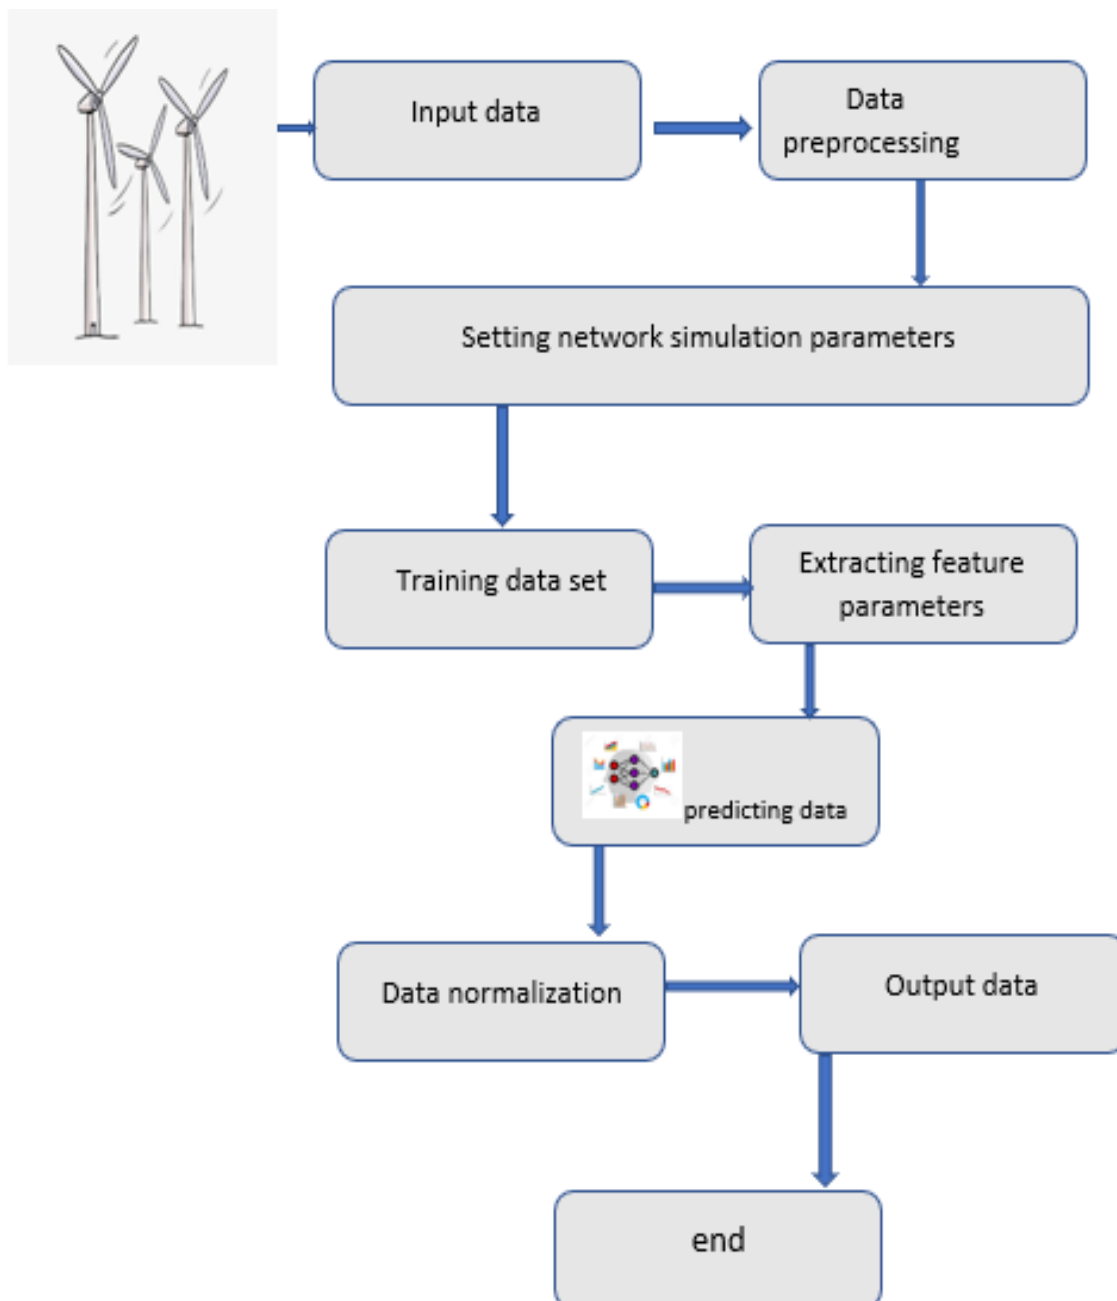 Input data
Data
preprocessing
Setting network simulation parameters
Training data set
Extracting feature
parameters
predicting data
Data normalization
Output data
end